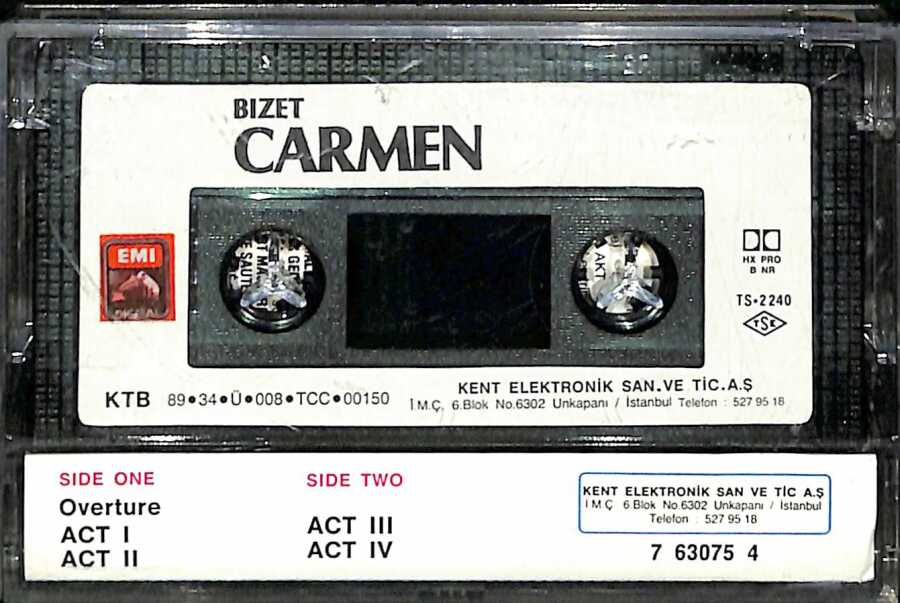 BIZET
CARMEN
EMI
DIGITAL
HX PRO
B NR
TS•2240
TSE
KTB 89•34•Ü•008•TCC•00150
KENT ELEKTRONİK SAN.VE TİC.A.Ş
İ M.Ç. 6.Blok No.6302 Unkapanı / İstanbul Telefon : 527 95 18
SIDE ONE
Overture
ACT I
ACT II
SIDE TWO
ACT III
ACT IV
KENT ELEKTRONİK SAN VE TİC A.Ş
İ M Ç 6 Blok No.6302 Unkapanı / İstanbul
Telefon : 527 95 18
7 63075 4